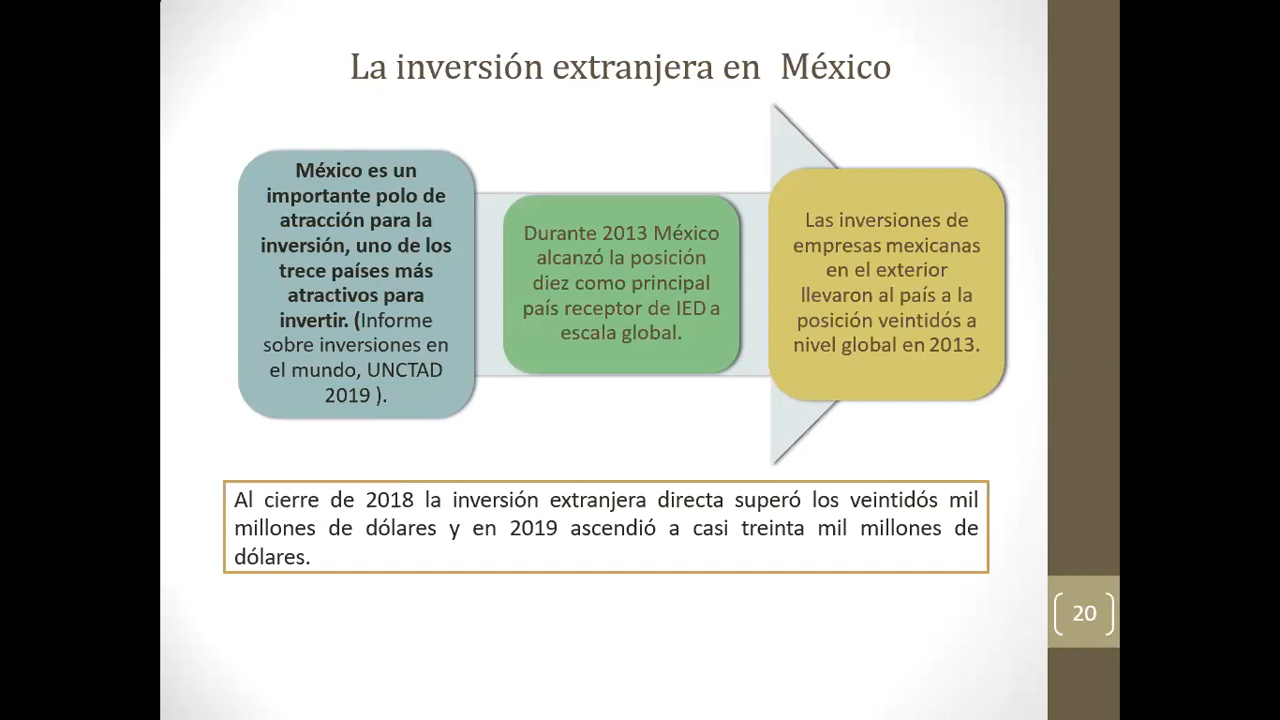 La inversión extranjera en México
México es un
importante polo de
atracción para la
inversión, uno de los
trece países más
atractivos para
invertir. (Informe
sobre inversiones en
el mundo, UNCTAD
2019 ).
Durante 2013 México
alcanzó la posición
diez como principal
país receptor de IED a
escala global.
Las inversiones de
empresas mexicanas
en el exterior
llevaron al país a la
posición veintidós a
nivel global en 2013.
Al cierre de 2018 la inversión extranjera directa superó los veintidós mil
millones de dólares y en 2019 ascendió a casi treinta mil millones de
dólares.
20